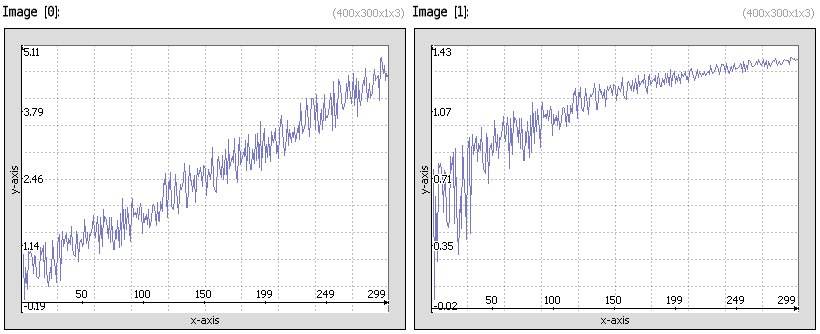 Image [0]: (400x300x1x3)
5.11
3.79
y-axis
2.46
1.14
-0.19
50 100 150 199 249 299
x-axis
Image [1]: (400x300x1x3)
1.43
1.07
y-axis
0.71
0.35
-0.02
50 100 150 199 249 299
x-axis